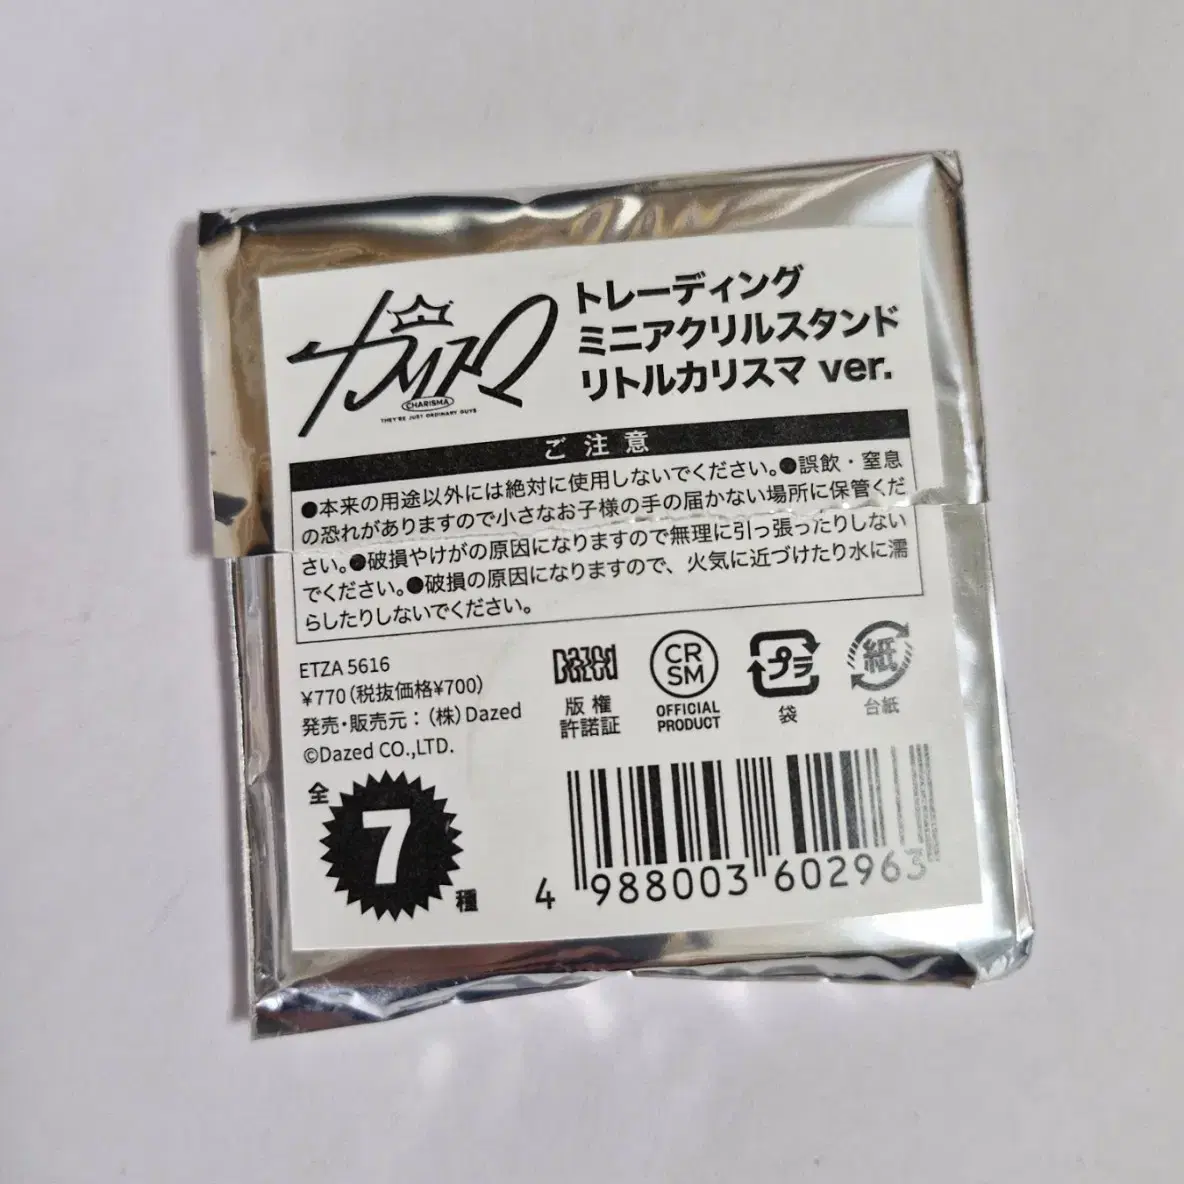 カリスマ
CHARISMA
THEY'RE JUST ORDINARY GUYS
トレーディング
ミニアクリルスタンド
リトルカリスマ ver.
ご注意
●本来の用途以外には絶対に使用しないでください。●誤飲・窒息
の恐れがありますので小さなお子様の手の届かない場所に保管くだ
さい。●破損やけがの原因になりますので無理に引っ張ったりしない
でください。●破損の原因になりますので、火気に近づけたり水に濡
らしたりしないでください。
ETZA 5616
¥770(税抜価格¥700)
発売・販売元：(株)Dazed
©Dazed CO.,LTD.
Dazed
版権
許諾証
CR
SM
OFFICIAL
PRODUCT
プラ
袋
紙
台紙
全
7
種
4 988003 602963